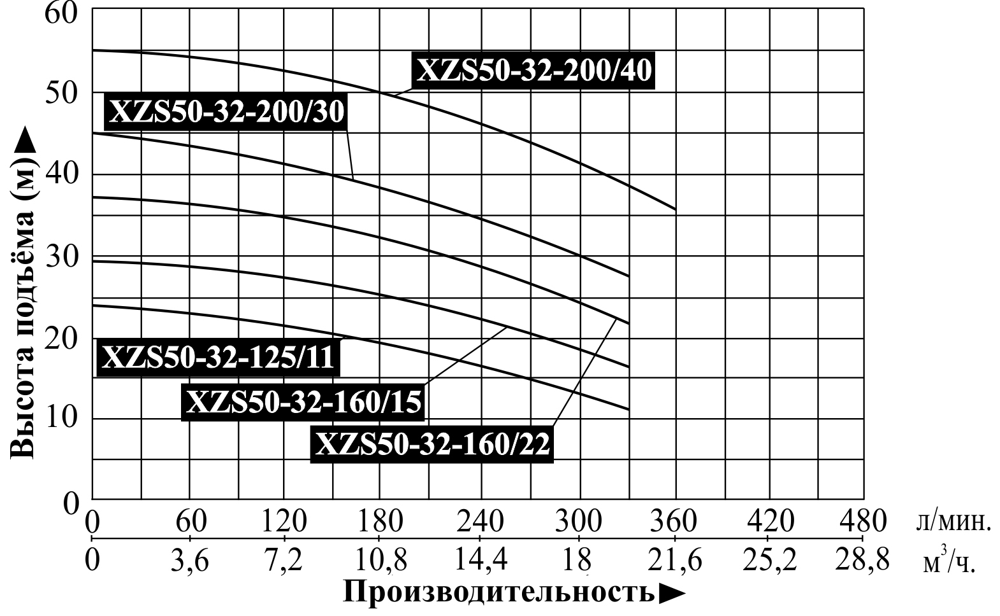 60
50
40
30
20
10
0
Высота подъёма (м)
XZS50-32-200/40
XZS50-32-200/30
XZS50-32-125/11
XZS50-32-160/15
XZS50-32-160/22
0 60 120 180 240 300 360 420 480 л/мин.
0 3,6 7,2 10,8 14,4 18 21,6 25,2 28,8 м³/ч.
Производительность